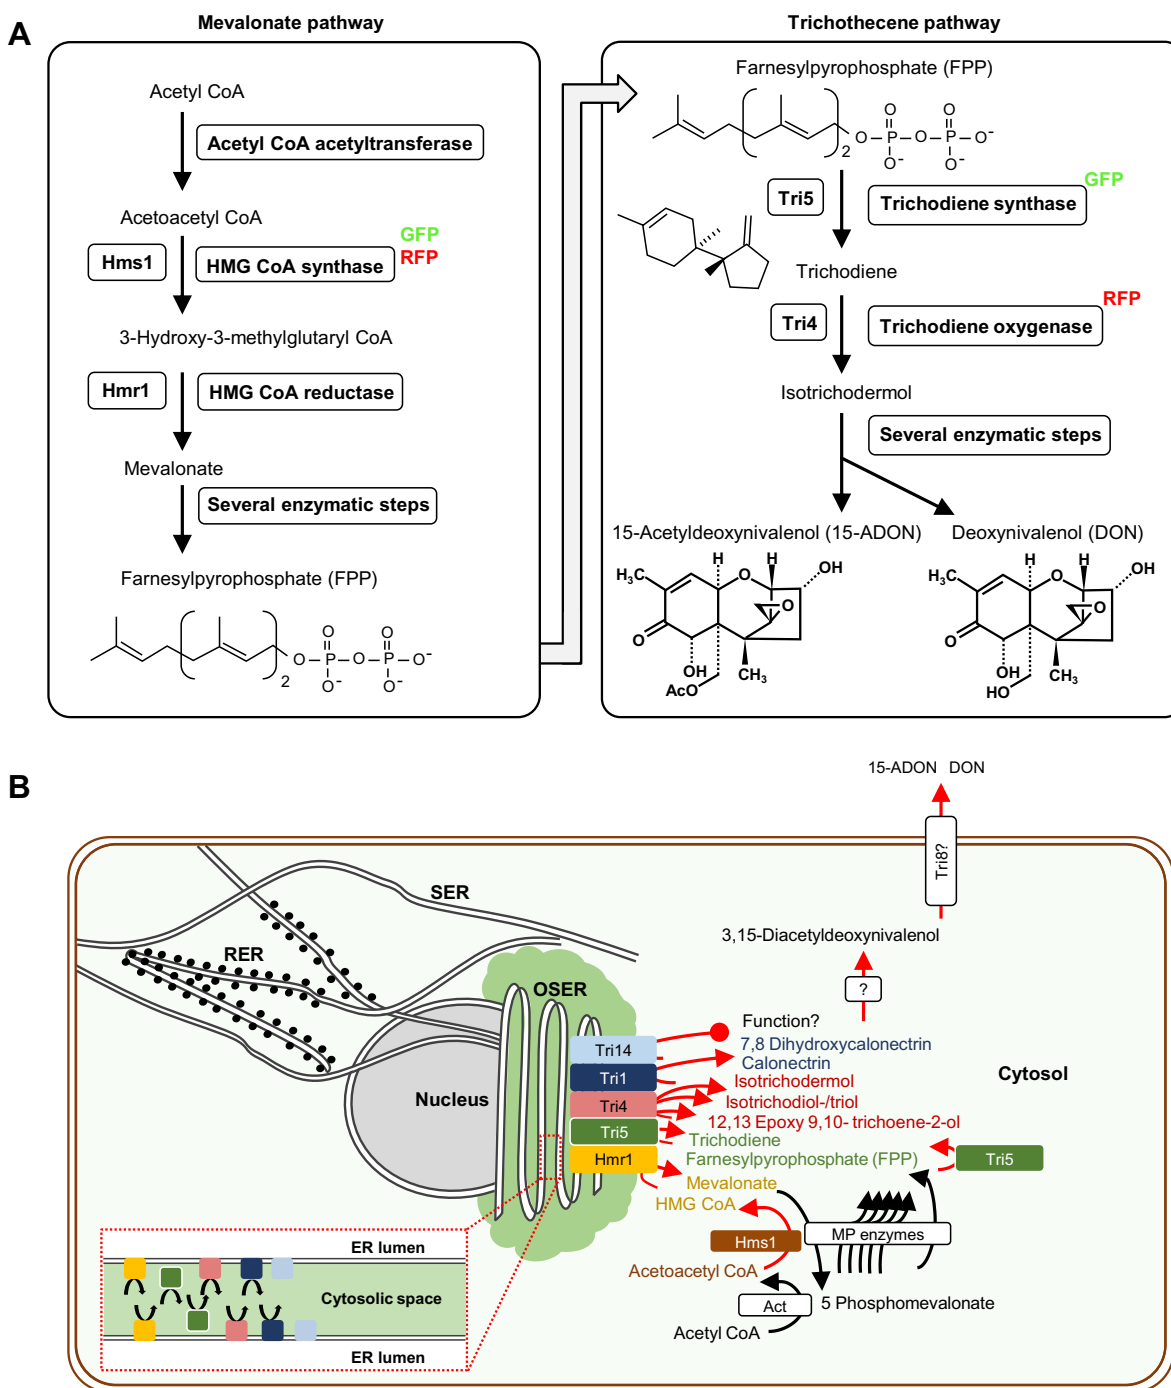 A
Mevalonate pathway
Acetyl CoA
Acetyl CoA acetyltransferase
Acetoacetyl CoA
GFP
RFP
Hms1
HMG CoA synthase
3-Hydroxy-3-methylglutaryl CoA
Hmr1
HMG CoA reductase
Mevalonate
Several enzymatic steps
Farnesylpyrophosphate (FPP)
2
O
P
O
O-
O
P
O
O-
O-
Trichothecene pathway
Farnesylpyrophosphate (FPP)
2
O
P
O
O-
O
P
O
O-
O-
Tri5
Trichodiene synthase
GFP
Trichodiene
Tri4
Trichodiene oxygenase
RFP
Isotrichodermol
Several enzymatic steps
15-Acetyldeoxynivalenol (15-ADON)
H3C
H
O
H
OH
O
O
OH
CH3
AcO
Deoxynivalenol (DON)
H3C
H
O
H
OH
O
O
OH
CH3
HO
B
15-ADON DON
Tri8?
3,15-Diacetyldeoxynivalenol
?
SER
RER
OSER
Nucleus
Cytosol
Tri14
Tri1
Tri4
Tri5
Hmr1
Function?
7,8 Dihydroxycalonectrin
Calonectrin
Isotrichodermol
Isotrichodiol-/triol
12,13 Epoxy 9,10- trichoene-2-ol
Trichodiene
Farnesylpyrophosphate (FPP)
Tri5
Mevalonate
HMG CoA
Hms1
MP enzymes
Acetoacetyl CoA
Act
5 Phosphomevalonate
Acetyl CoA
ER lumen
Cytosolic space
ER lumen